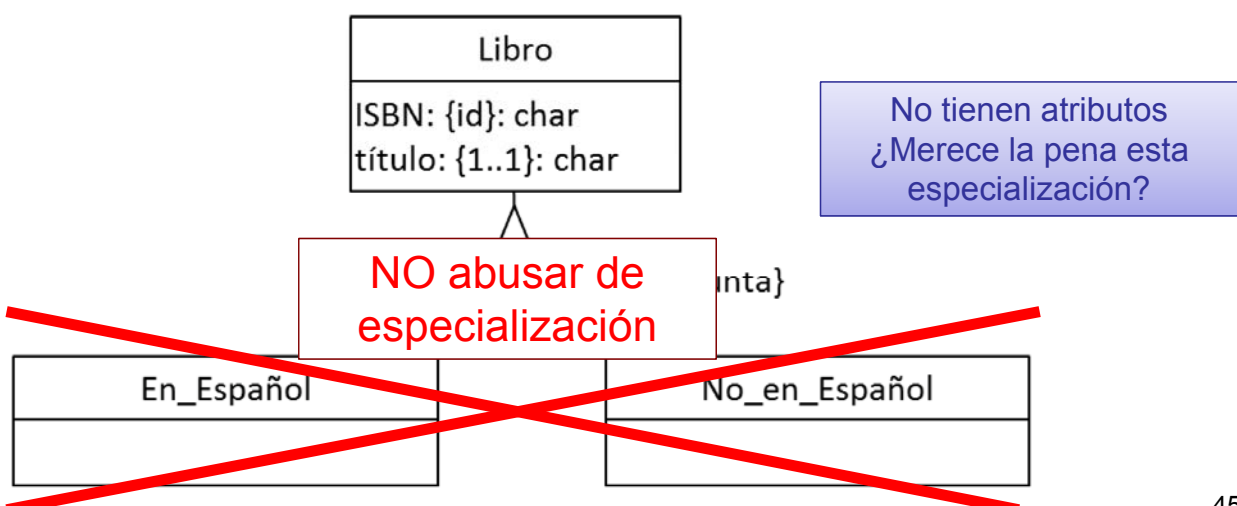 Libro
ISBN: {id}: char
título: {1..1}: char
No tienen atributos
¿Merece la pena esta
especialización?
NO abusar de
especialización
En_Español
No_en_Español